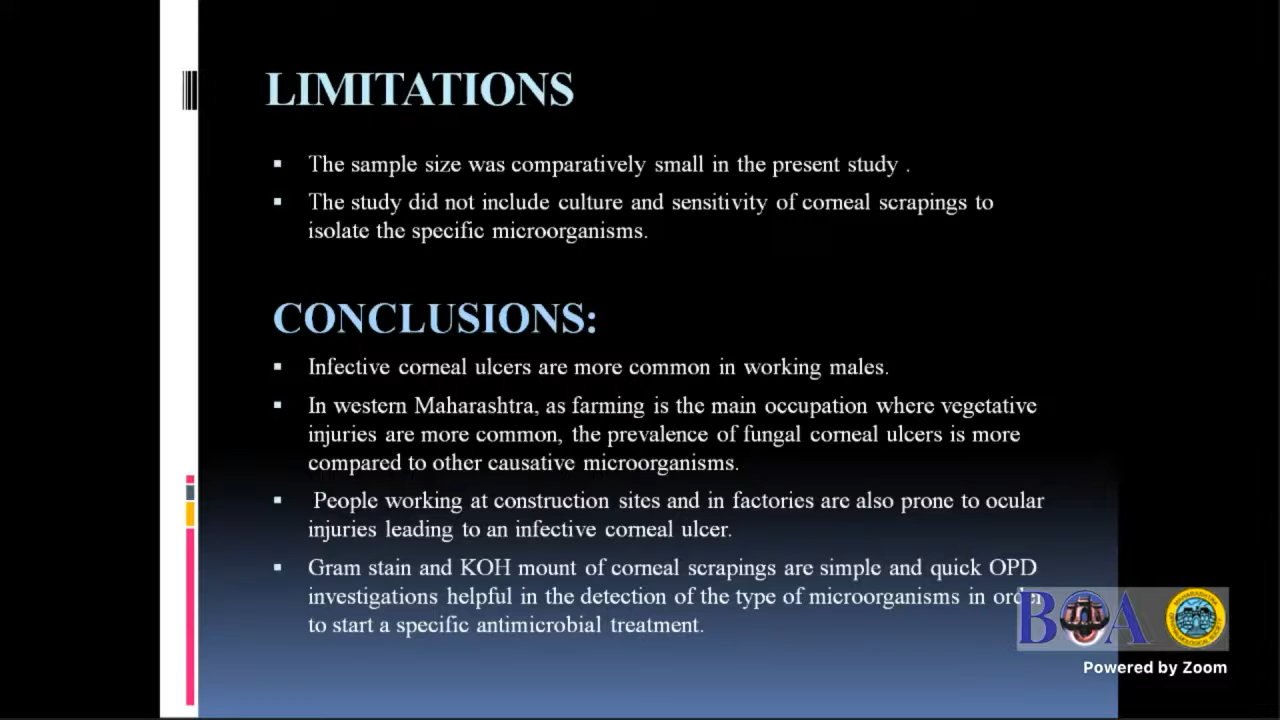 LIMITATIONS
▪ The sample size was comparatively small in the present study .
▪ The study did not include culture and sensitivity of corneal scrapings to
isolate the specific microorganisms.
CONCLUSIONS:
▪ Infective corneal ulcers are more common in working males.
▪ In western Maharashtra, as farming is the main occupation where vegetative
injuries are more common, the prevalence of fungal corneal ulcers is more
compared to other causative microorganisms.
▪ People working at construction sites and in factories are also prone to ocular
injuries leading to an infective corneal ulcer.
▪ Gram stain and KOH mount of corneal scrapings are simple and quick OPD
investigations helpful in the detection of the type of microorganisms in order
to start a specific antimicrobial treatment.
BOA
MAHARASHTRA
OPHTHALMOLOGICAL SOCIETY
Powered by Zoom